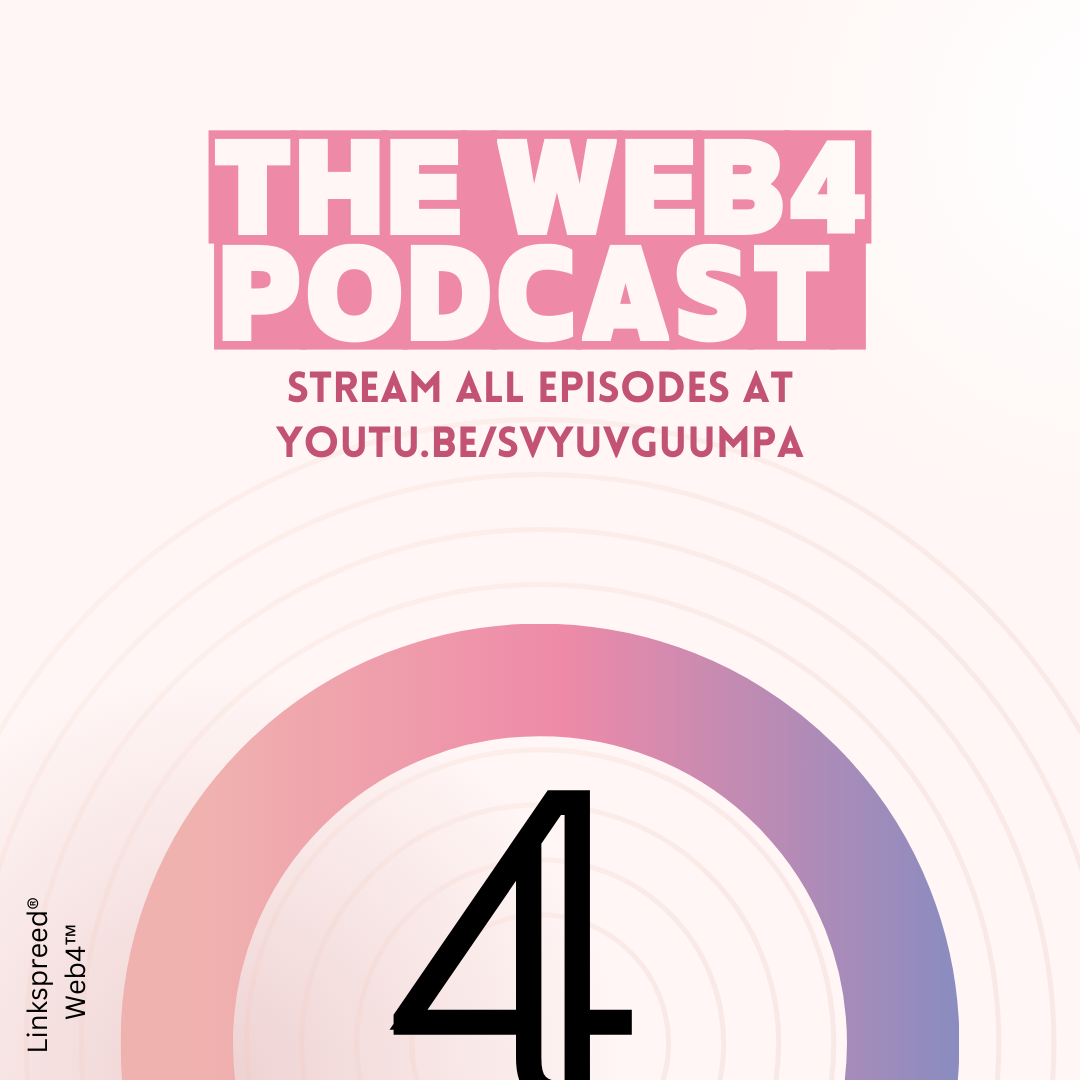 THE WEB4
PODCAST
STREAM ALL EPISODES AT
YOUTU.BE/SVYUVGUUMPA
4
Linkspreed®
Web4™